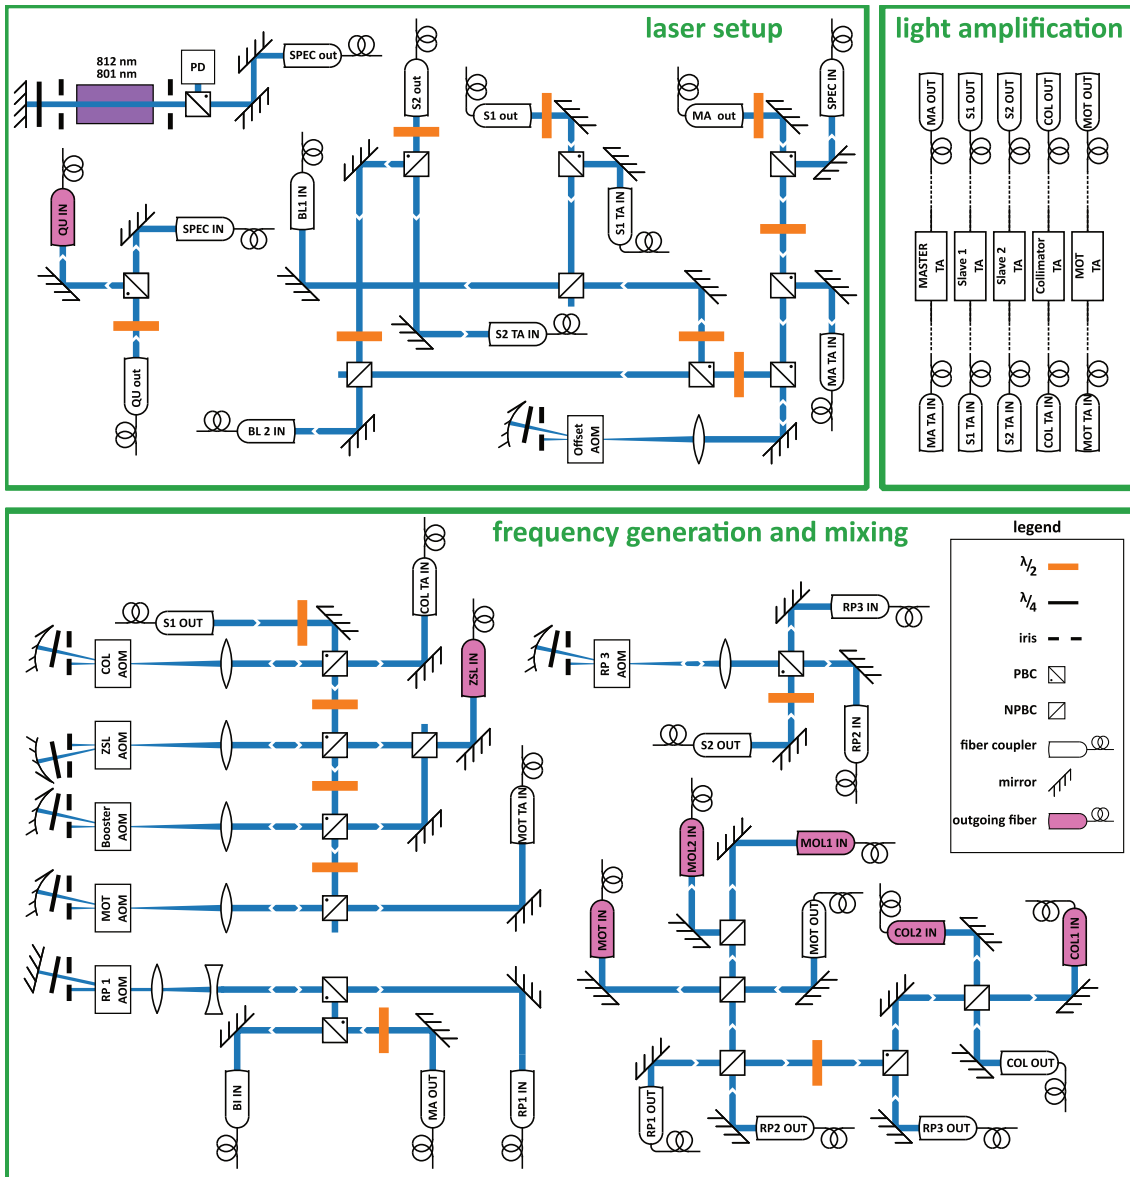 laser setup
812 nm
801 nm
PD
SPEC out
S2 out
S1 out
MA out
SPEC IN
QU IN
SPEC IN
BL1 IN
S1 TA IN
QU out
S2 TA IN
MA TA IN
BL 2 IN
Offset
AOM
light amplification
MA OUT
S1 OUT
S2 OUT
COL OUT
MOT OUT
MASTER
TA
Slave 1
TA
Slave 2
TA
Collimator
TA
MOT
TA
MA TA IN
S1 TA IN
S2 TA IN
COL TA IN
MOT TA IN
frequency generation and mixing
S1 OUT
COL TA IN
COL
AOM
ZSL IN
ZSL
AOM
Booster
AOM
MOT TA IN
MOT
AOM
RP 1
AOM
BI IN
MA OUT
RP1 IN
RP3 IN
RP 3
AOM
S2 OUT
RP2 IN
MOL2 IN
MOL1 IN
MOT IN
MOT OUT
COL2 IN
COL1 IN
RP1 OUT
RP2 OUT
RP3 OUT
COL OUT
legend
λ/2
λ/4
iris
PBC
NPBC
fiber coupler
mirror
outgoing fiber